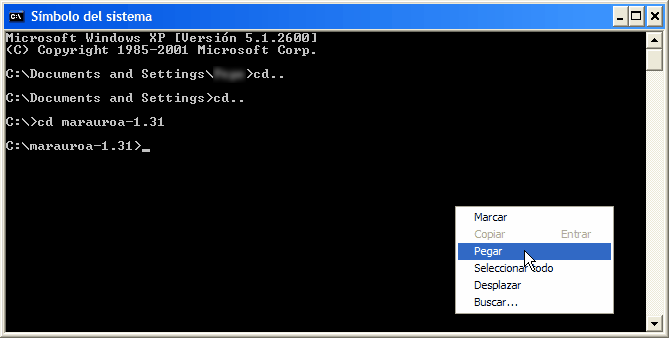 Símbolo del sistema
Microsoft Windows XP [Versión 5.1.2600]
(C) Copyright 1985-2001 Microsoft Corp.
C:\Documents and Settings\ >cd..
C:\Documents and Settings>cd..
C:\>cd marauroa-1.31
C:\marauroa-1.31>_
Marcar
Copiar Entrar
Pegar
Seleccionar todo
Desplazar
Buscar...